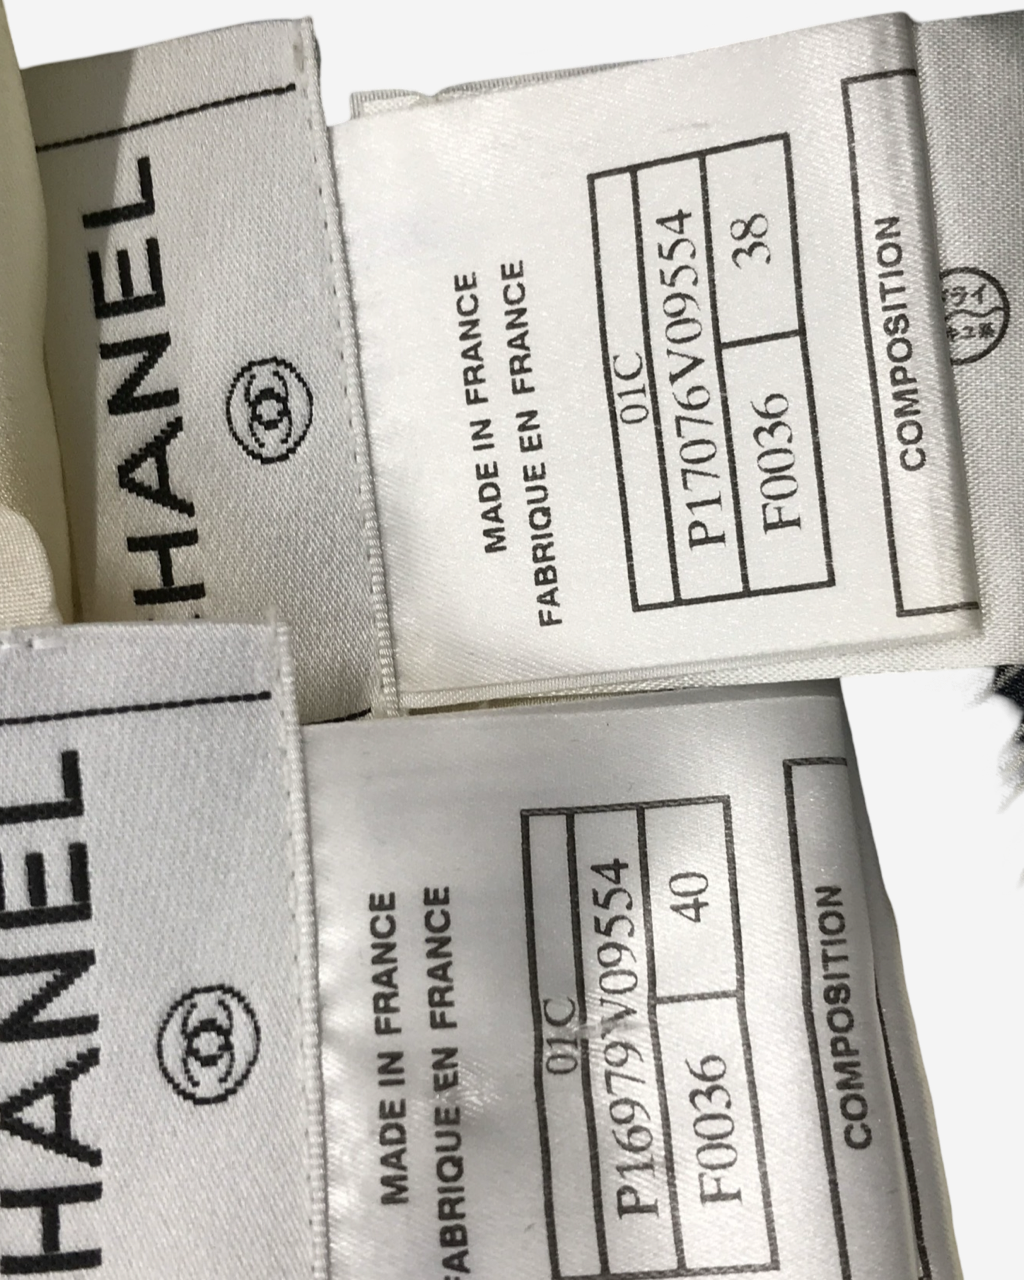 HANEL
MADE IN FRANCE
FABRIQUE EN FRANCE
01C
P17076V09554
F0036 38
COMPOSITION
HANEL
MADE IN FRANCE
FABRIQUE EN FRANCE
01C
P16979V09554
F0036 40
COMPOSITION